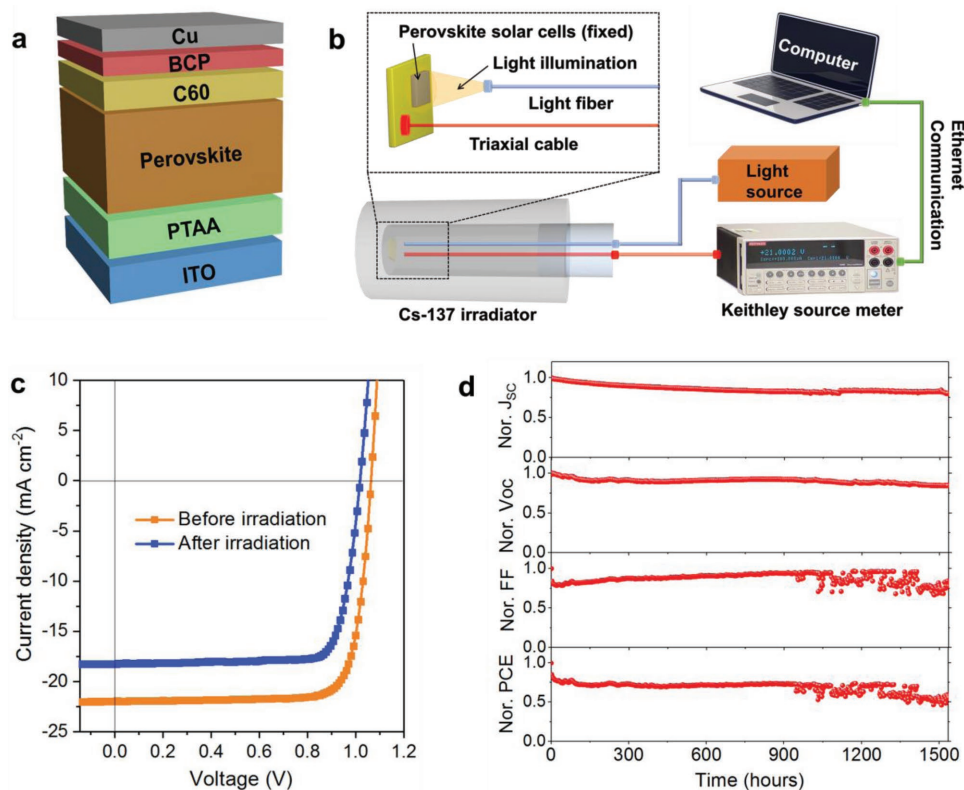 a
Cu
BCP
C60
Perovskite
PTAA
ITO
b
Perovskite solar cells (fixed)
Light illumination
Light fiber
Triaxial cable
Computer
Ethernet
Communication
Light
source
+21.0002 V
Cs-137 irradiator
Keithley source meter
c
10
5
0
-5
-10
-15
-20
-25
Current density (mA cm⁻²)
Before irradiation
After irradiation
0.0
0.2
0.4
0.6
0.8
1.0
1.2
Voltage (V)
d
1.0
0.5
0.0
Nor. J_SC
1.0
0.5
0.0
Nor. Voc
1.0
0.5
0.0
Nor. FF
1.0
0.5
0.0
Nor. PCE
0
300
600
900
1200
1500
Time (hours)